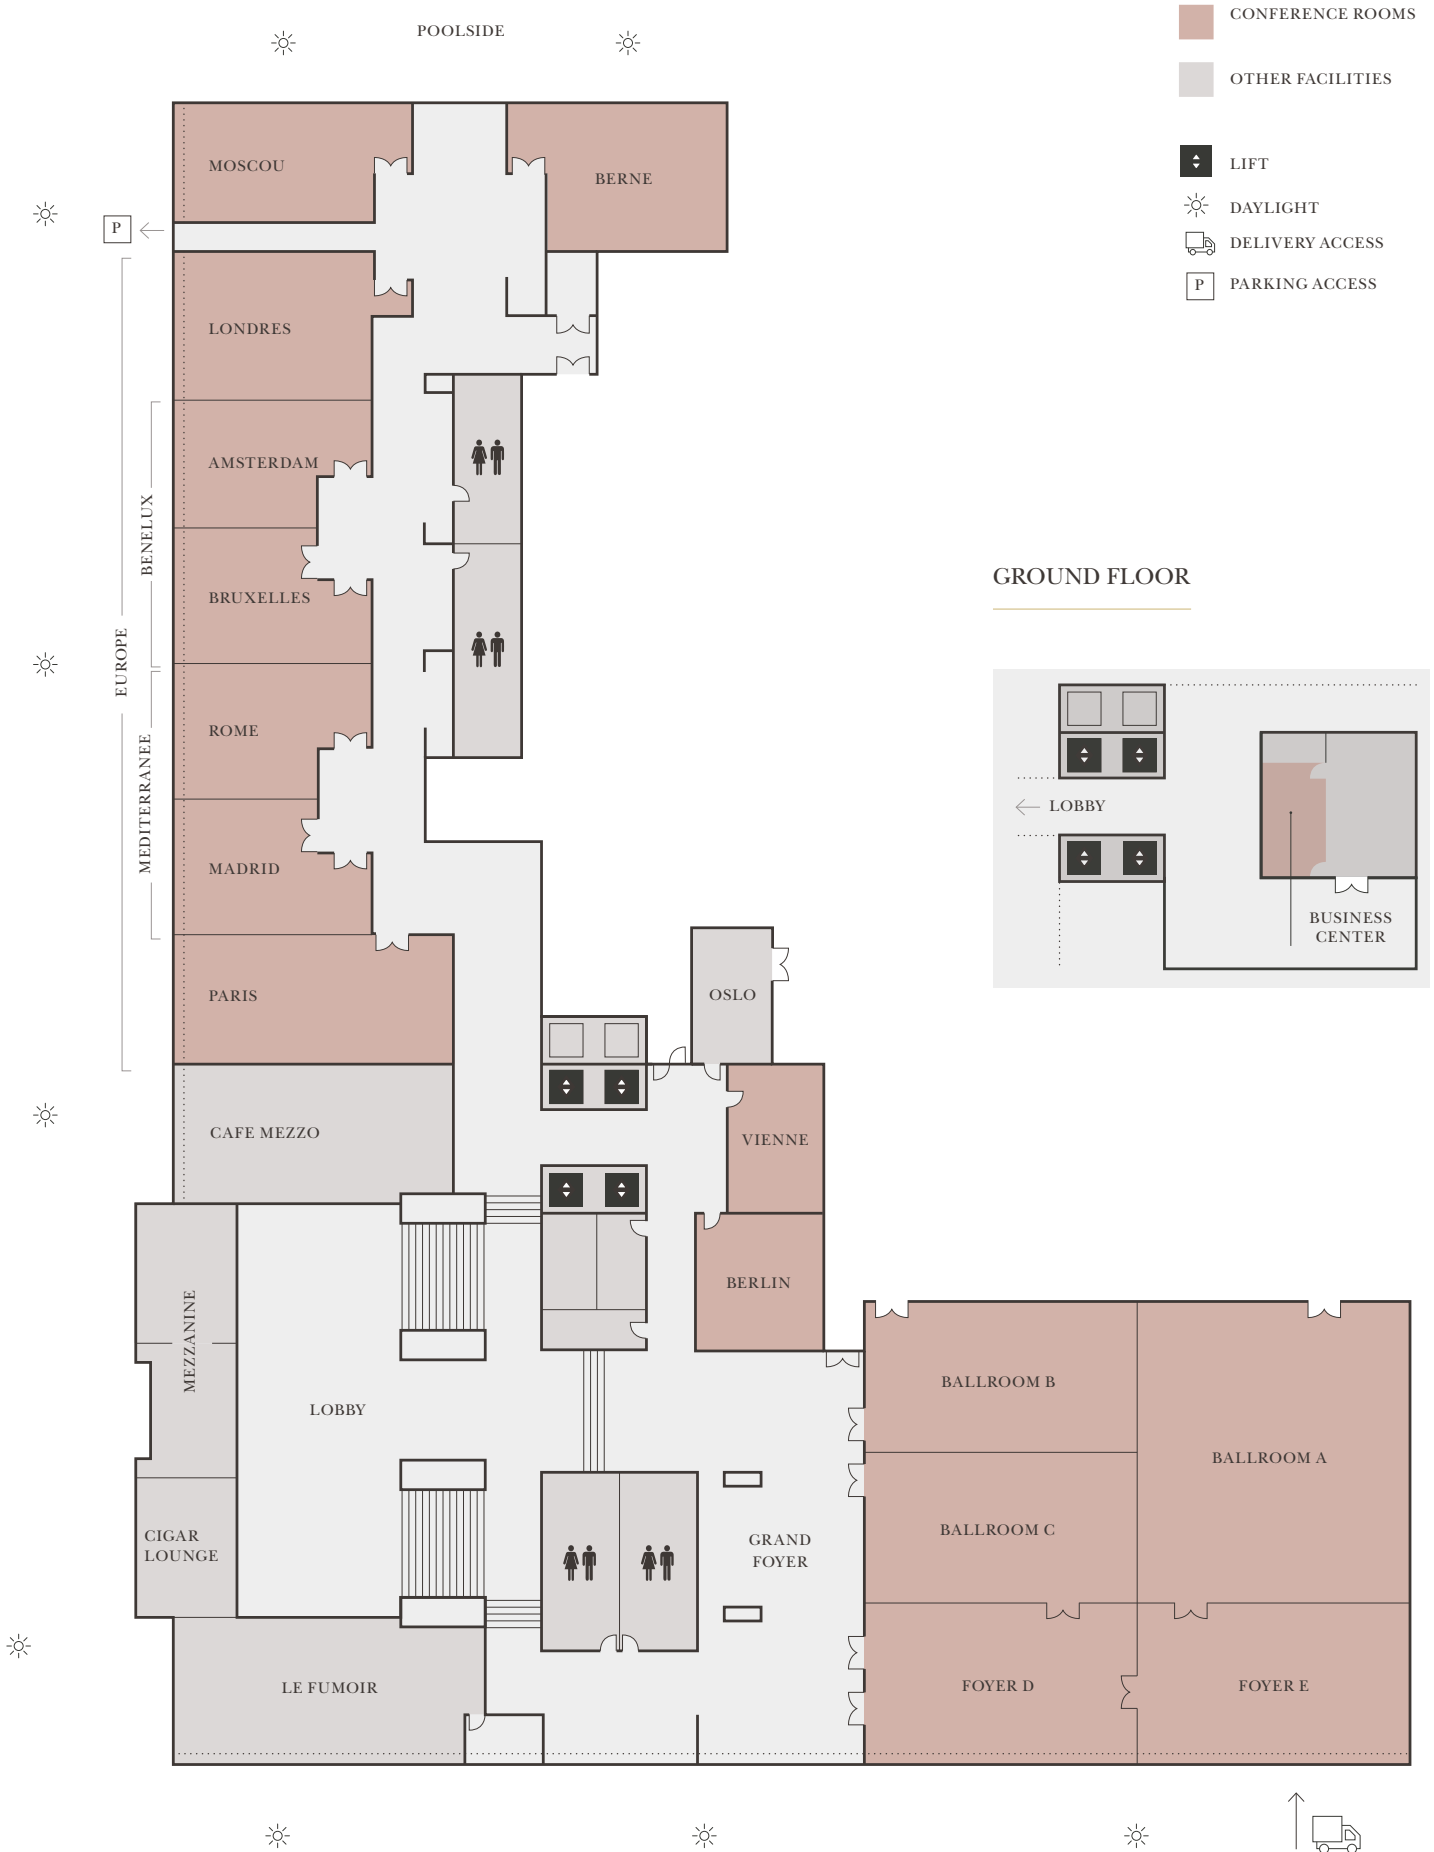 POOLSIDE
CONFERENCE ROOMS
OTHER FACILITIES
LIFT
DAYLIGHT
DELIVERY ACCESS
P
PARKING ACCESS
MOSCOU
BERNE
P
LONDRES
AMSTERDAM
BENELUX
BRUXELLES
EUROPE
ROME
MEDITERRANEE
MADRID
PARIS
OSLO
CAFE MEZZO
VIENNE
BERLIN
MEZZANINE
LOBBY
CIGAR
LOUNGE
GRAND
FOYER
BALLROOM B
BALLROOM A
BALLROOM C
LE FUMOIR
FOYER D
FOYER E
GROUND FLOOR
LOBBY
BUSINESS
CENTER